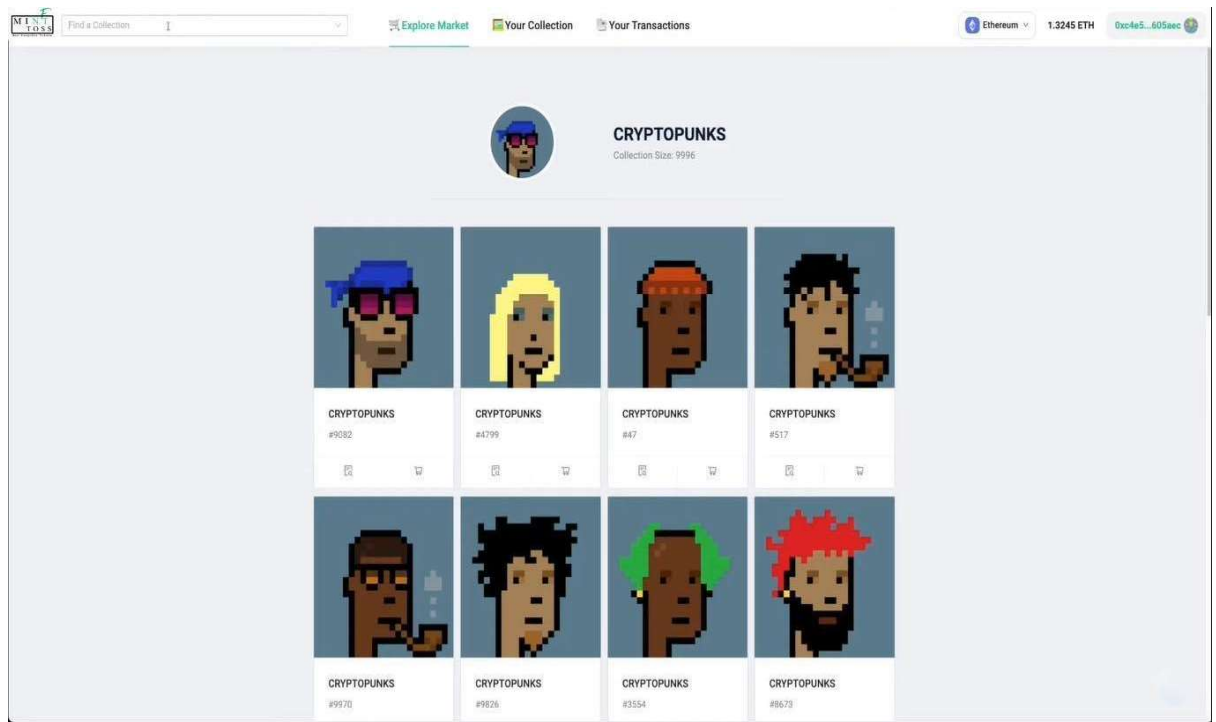 MINT
TOSS
Find a Collection
Explore Market
Your Collection
Your Transactions
Ethereum
1.3245 ETH
0xc4e5...605aec
CRYPTOPUNKS
Collection Size: 9996
CRYPTOPUNKS
#9082
CRYPTOPUNKS
#4799
CRYPTOPUNKS
#47
CRYPTOPUNKS
#517
CRYPTOPUNKS
#9970
CRYPTOPUNKS
#9826
CRYPTOPUNKS
#3554
CRYPTOPUNKS
#8673